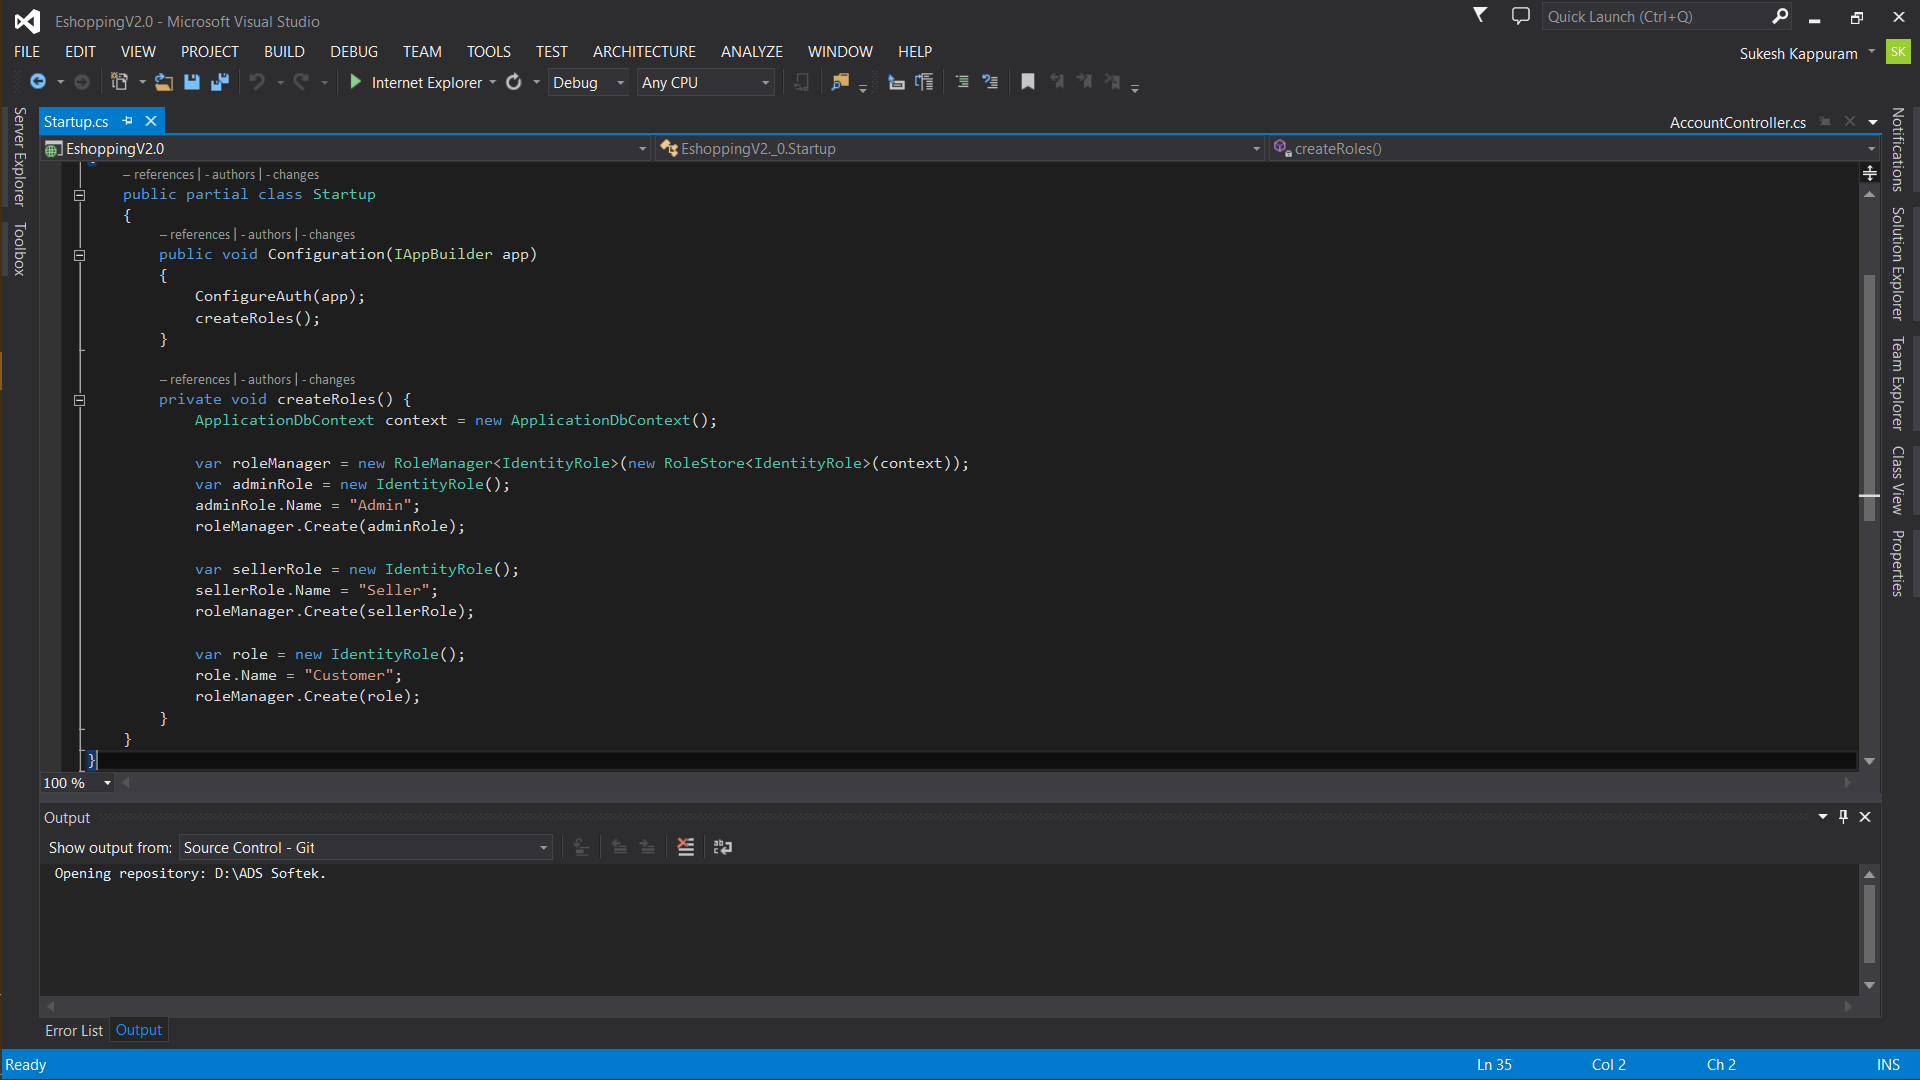 EshoppingV2.0 - Microsoft Visual Studio
Quick Launch (Ctrl+Q)
FILE EDIT VIEW PROJECT BUILD DEBUG TEAM TOOLS TEST ARCHITECTURE ANALYZE WINDOW HELP
Sukesh Kappuram SK
Internet Explorer Debug Any CPU
Server Explorer
Toolbox
Startup.cs
AccountController.cs
EshoppingV2.0 EshoppingV2._0.Startup createRoles()
– references | - authors | - changes
public partial class Startup
{
– references | - authors | - changes
public void Configuration(IAppBuilder app)
{
ConfigureAuth(app);
createRoles();
}
– references | - authors | - changes
private void createRoles() {
ApplicationDbContext context = new ApplicationDbContext();
var roleManager = new RoleManager<IdentityRole>(new RoleStore<IdentityRole>(context));
var adminRole = new IdentityRole();
adminRole.Name = "Admin";
roleManager.Create(adminRole);
var sellerRole = new IdentityRole();
sellerRole.Name = "Seller";
roleManager.Create(sellerRole);
var role = new IdentityRole();
role.Name = "Customer";
roleManager.Create(role);
}
}
}
100 %
Notifications
Solution Explorer
Team Explorer
Class View
Properties
Output
Show output from: Source Control - Git
Opening repository: D:\ADS Softek.
Error List Output
Ready Ln 35 Col 2 Ch 2 INS